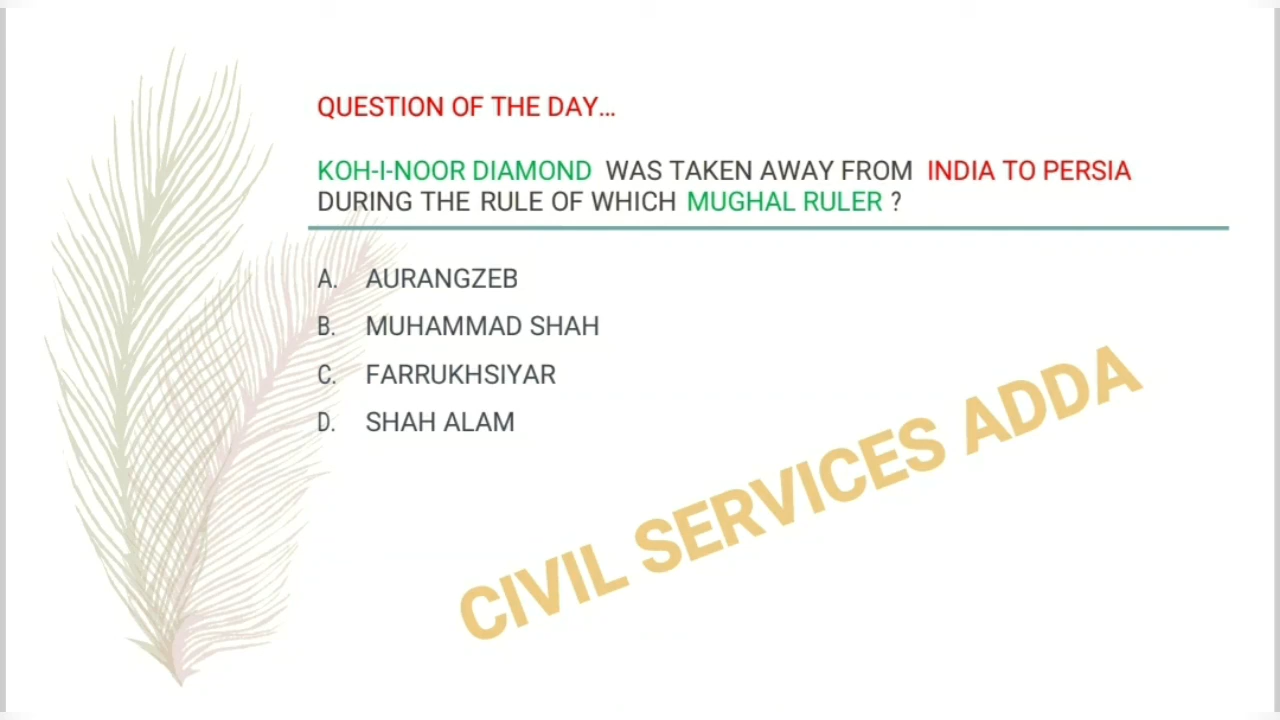 QUESTION OF THE DAY...
KOH-I-NOOR DIAMOND WAS TAKEN AWAY FROM INDIA TO PERSIA
DURING THE RULE OF WHICH MUGHAL RULER ?
A. AURANGZEB
B. MUHAMMAD SHAH
C. FARRUKHSIYAR
D. SHAH ALAM
CIVIL SERVICES ADDA